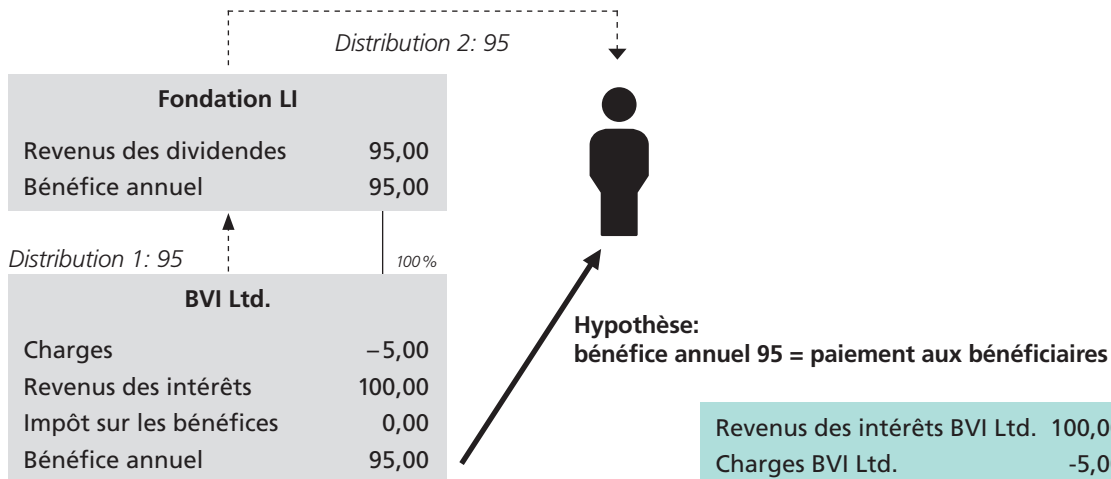 Distribution 2: 95
Fondation LI
Revenus des dividendes 95,00
Bénéfice annuel 95,00
Distribution 1: 95
100%
BVI Ltd.
Charges –5,00
Revenus des intérêts 100,00
Impôt sur les bénéfices 0,00
Bénéfice annuel 95,00
Hypothèse:
bénéfice annuel 95 = paiement aux bénéficiaires
Revenus des intérêts BVI Ltd. 100,0
Charges BVI Ltd. -5,0